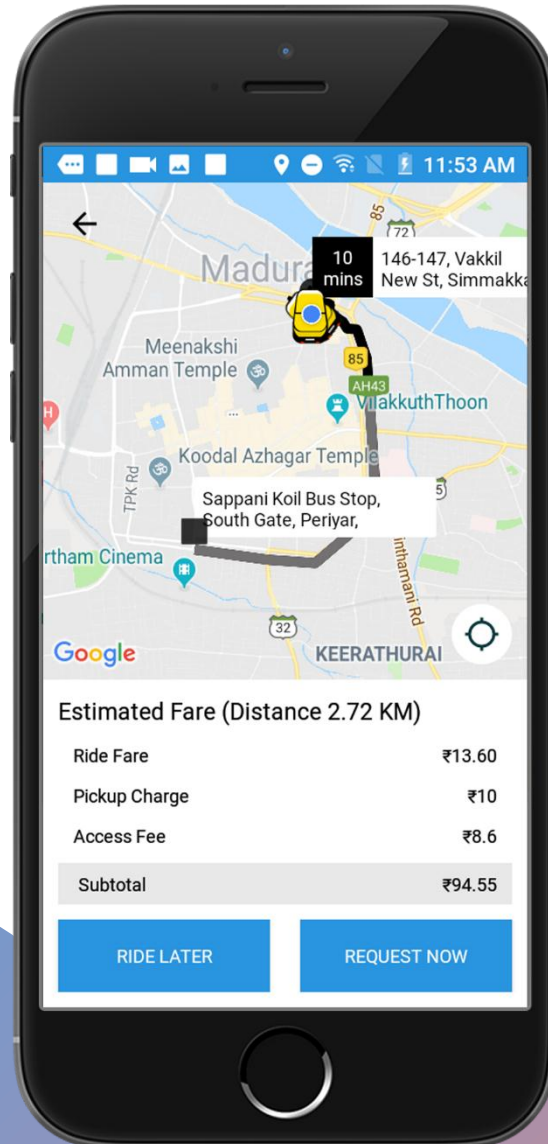 11:53 AM
85
72
Madura
10
mins
146-147, Vakkil
New St, Simmakka
Meenakshi
Amman Temple
85
AH43
VilakkuthThoon
H
...
TPK Rd
Koodal Azhagar Temple
Sappani Koil Bus Stop,
South Gate, Periyar,
5
rtham Cinema
inthamani Rd
32
Google
KEERATHURAI
Estimated Fare (Distance 2.72 KM)
Ride Fare ₹13.60
Pickup Charge ₹10
Access Fee ₹8.6
Subtotal ₹94.55
RIDE LATER REQUEST NOW